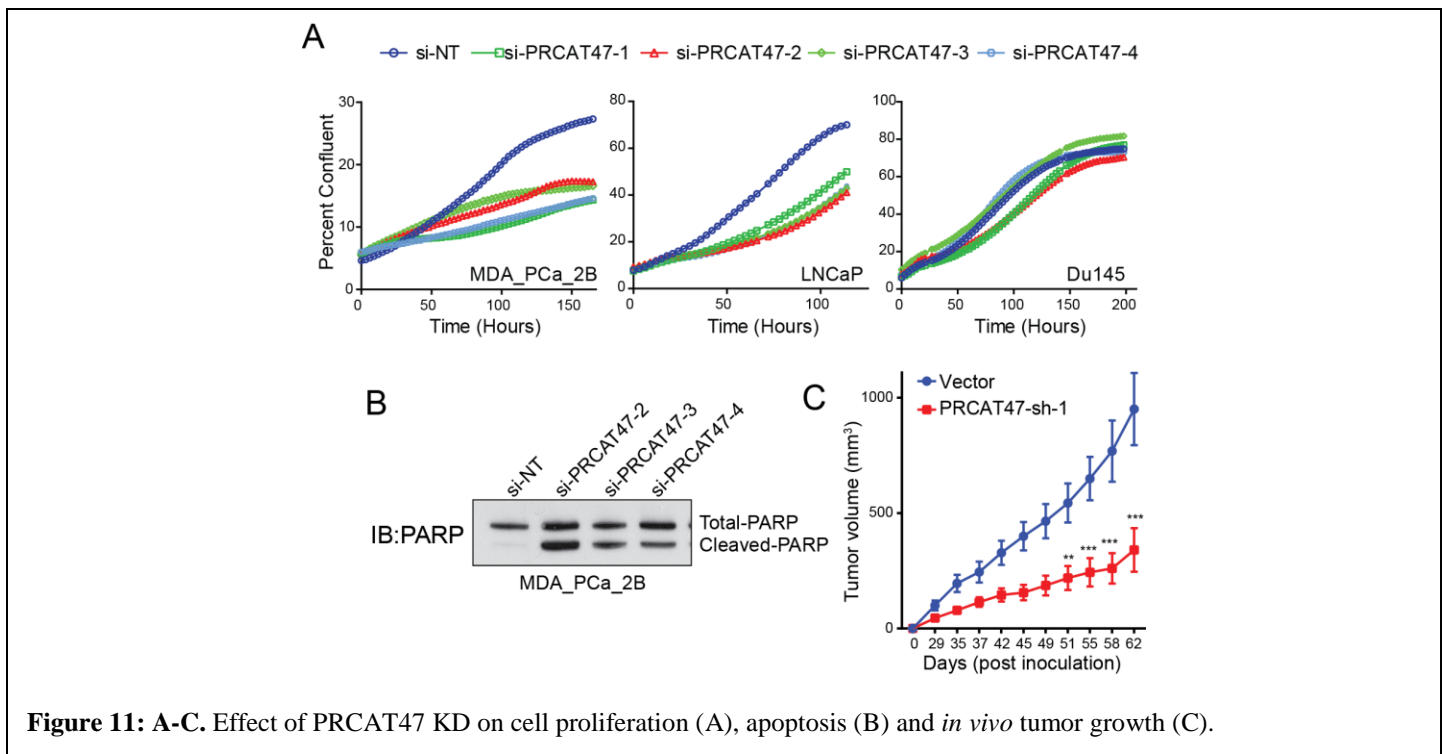 A
si-NT si-PRCAT47-1 si-PRCAT47-2 si-PRCAT47-3 si-PRCAT47-4
Percent Confluent
30
20
10
0
0 50 100 150
MDA_PCa_2B
Time (Hours)
80
60
40
20
0
0 50 100
LNCaP
Time (Hours)
100
80
60
40
20
0
0 50 100 150 200
Du145
Time (Hours)
B
si-NT
si-PRCAT47-2
si-PRCAT47-3
si-PRCAT47-4
IB:PARP
Total-PARP
Cleaved-PARP
MDA_PCa_2B
C
Vector
PRCAT47-sh-1
Tumor volume (mm³)
1000
500
0
** *** *** ***
0 29 35 37 42 45 49 51 55 58 62
Days (post inoculation)
Figure 11: A-C. Effect of PRCAT47 KD on cell proliferation (A), apoptosis (B) and in vivo tumor growth (C).